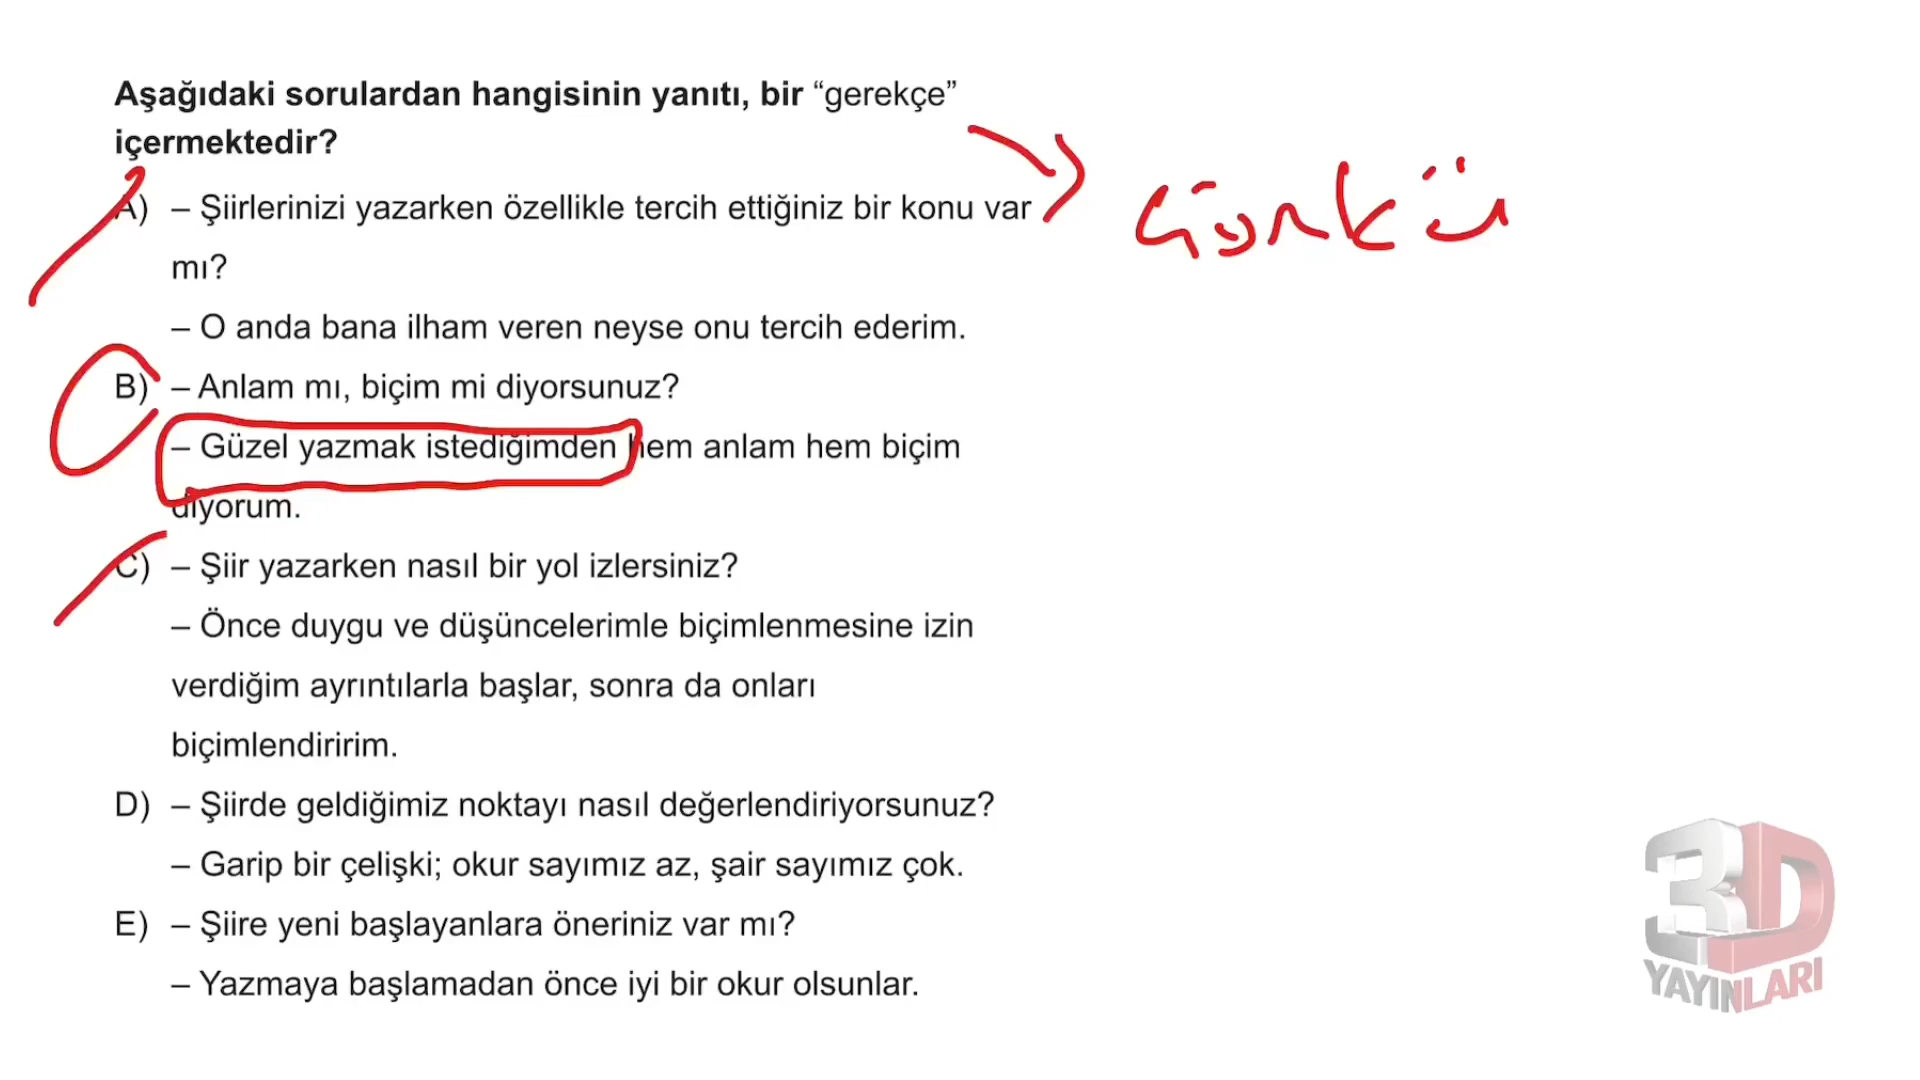 Aşağıdaki sorulardan hangisinin yanıtı, bir “gerekçe”
içermektedir?
A) – Şiirlerinizi yazarken özellikle tercih ettiğiniz bir konu var
mı?
– O anda bana ilham veren neyse onu tercih ederim.
B) – Anlam mı, biçim mi diyorsunuz?
– Güzel yazmak istediğimden hem anlam hem biçim
diyorum.
C) – Şiir yazarken nasıl bir yol izlersiniz?
– Önce duygu ve düşüncelerimle biçimlenmesine izin
verdiğim ayrıntılarla başlar, sonra da onları
biçimlendiririm.
D) – Şiirde geldiğimiz noktayı nasıl değerlendiriyorsunuz?
– Garip bir çelişki; okur sayımız az, şair sayımız çok.
E) – Şiire yeni başlayanlara öneriniz var mı?
– Yazmaya başlamadan önce iyi bir okur olsunlar.
Çünkü
3D
YAYINLARI